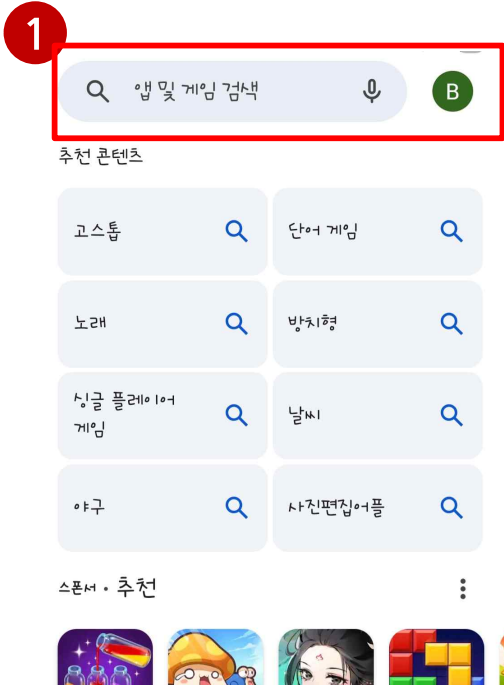 1
앱 및 게임 검색
B
추천 콘텐츠
고스톱
단어 게임
노래
방치형
싱글 플레이어
게임
날씨
야구
사진편집어플
스폰서 • 추천